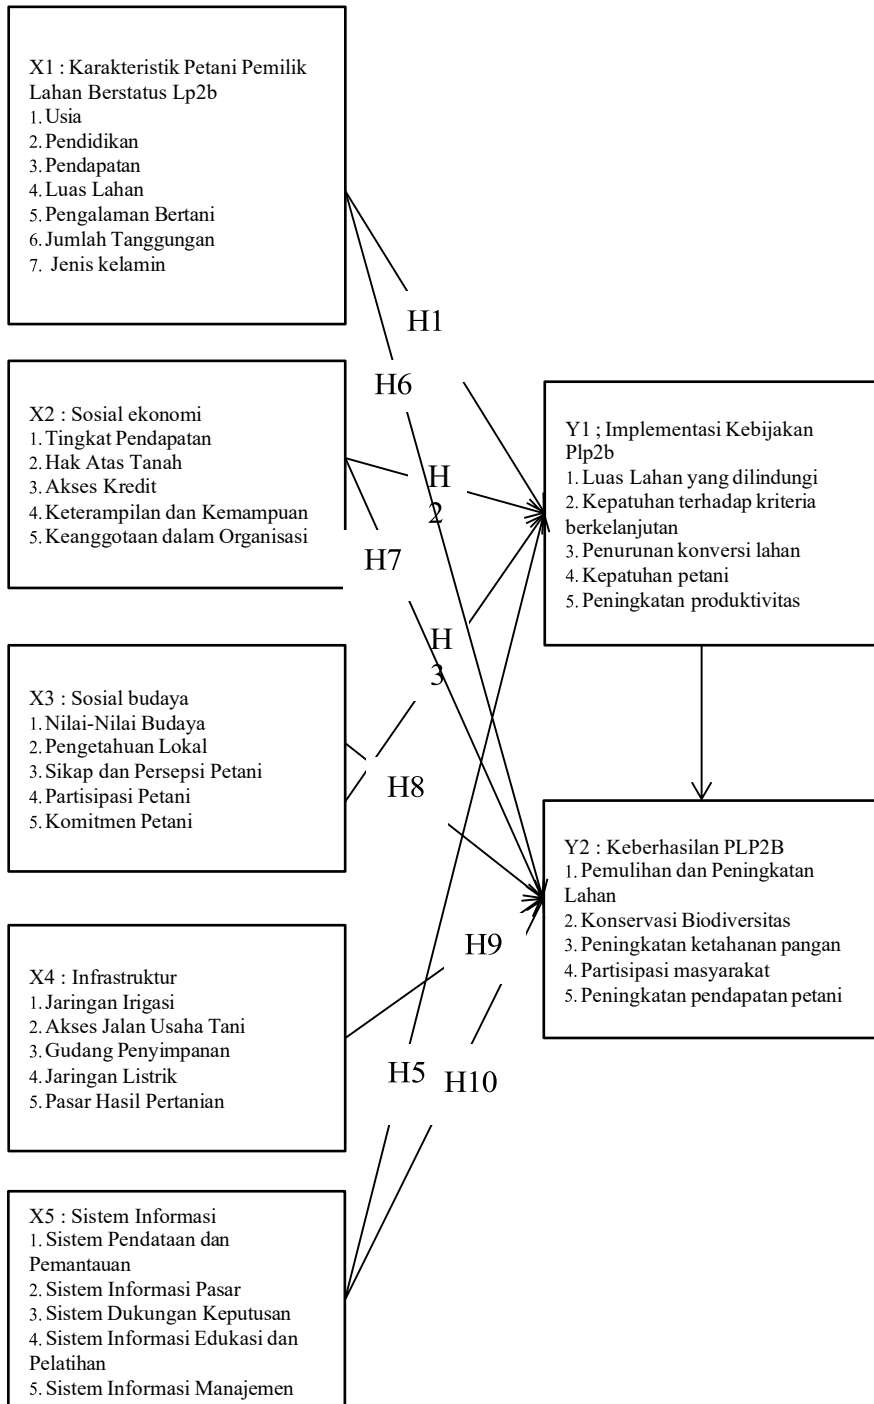 X1 : Karakteristik Petani Pemilik
Lahan Berstatus Lp2b
1. Usia
2. Pendidikan
3. Pendapatan
4. Luas Lahan
5. Pengalaman Bertani
6. Jumlah Tanggungan
7. Jenis kelamin
H1
H6
X2 : Sosial ekonomi
1. Tingkat Pendapatan
2. Hak Atas Tanah
3. Akses Kredit
4. Keterampilan dan Kemampuan
5. Keanggotaan dalam Organisasi
H
2
H7
Y1 ; Implementasi Kebijakan
Plp2b
1. Luas Lahan yang dilindungi
2. Kepatuhan terhadap kriteria
berkelanjutan
3. Penurunan konversi lahan
4. Kepatuhan petani
5. Peningkatan produktivitas
H
3
X3 : Sosial budaya
1. Nilai-Nilai Budaya
2. Pengetahuan Lokal
3. Sikap dan Persepsi Petani
4. Partisipasi Petani
5. Komitmen Petani
H8
Y2 : Keberhasilan PLP2B
1. Pemulihan dan Peningkatan
Lahan
2. Konservasi Biodiversitas
3. Peningkatan ketahanan pangan
4. Partisipasi masyarakat
5. Peningkatan pendapatan petani
H9
X4 : Infrastruktur
1. Jaringan Irigasi
2. Akses Jalan Usaha Tani
3. Gudang Penyimpanan
4. Jaringan Listrik
5. Pasar Hasil Pertanian
H5
H10
X5 : Sistem Informasi
1. Sistem Pendataan dan
Pemantauan
2. Sistem Informasi Pasar
3. Sistem Dukungan Keputusan
4. Sistem Informasi Edukasi dan
Pelatihan
5. Sistem Informasi Manajemen